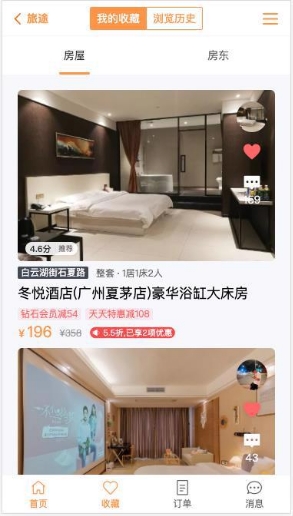 旅途 我的收藏 浏览历史
房屋 房东
159
4.6分 推荐
白云湖街石夏路 整套·1居1床2人
冬悦酒店(广州夏茅店)豪华浴缸大床房
钻石会员减54 天天特惠减108
¥196 ¥358 5.5折,已享2项优惠
43
首页 收藏 订单 消息